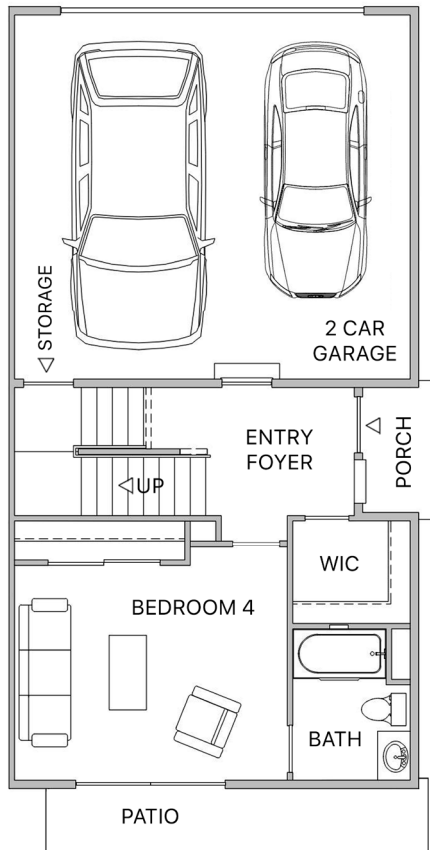 STORAGE
2 CAR
GARAGE
ENTRY
FOYER
PORCH
UP
WIC
BEDROOM 4
BATH
PATIO